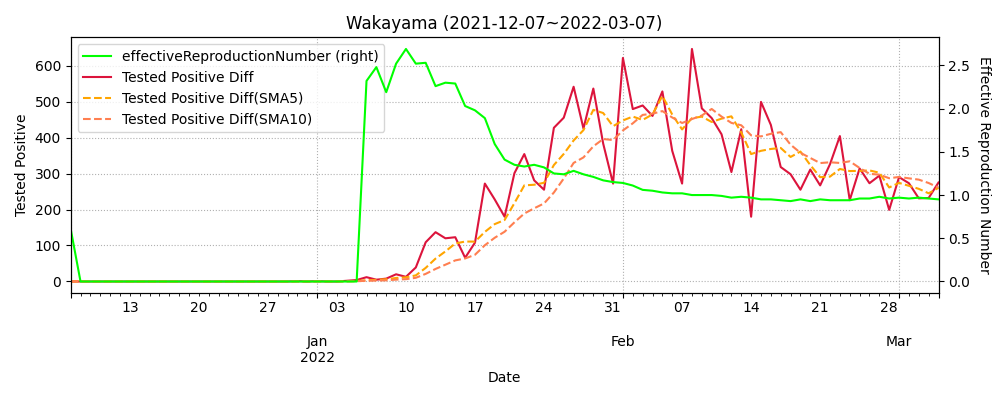 Wakayama (2021-12-07~2022-03-07)
effectiveReproductionNumber (right)
Tested Positive Diff
Tested Positive Diff(SMA5)
Tested Positive Diff(SMA10)
Tested Positive
600
500
400
300
200
100
0
2.5
2.0
1.5
1.0
0.5
0.0
Effective Reproduction Number
13 20 27 03 10 17 24 31 07 14 21 28
Jan Feb Mar
2022
Date